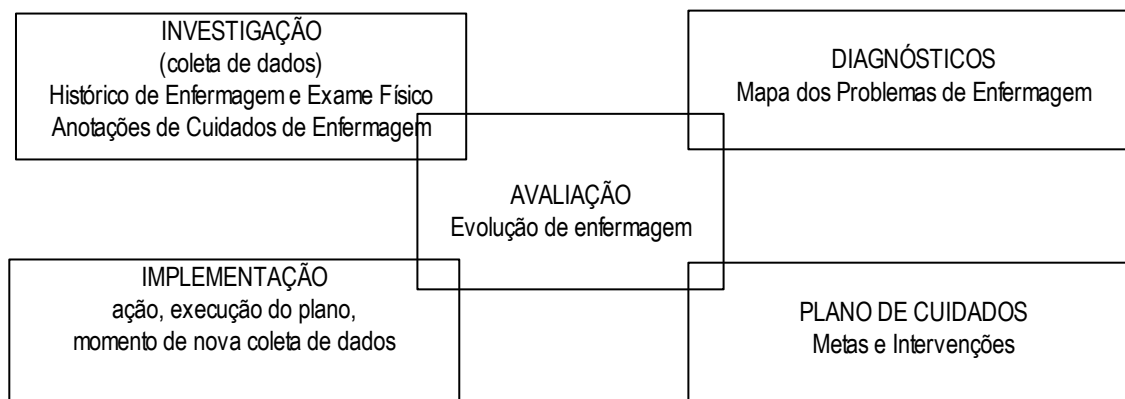 INVESTIGAÇÃO
(coleta de dados)
Histórico de Enfermagem e Exame Físico
Anotações de Cuidados de Enfermagem
DIAGNÓSTICOS
Mapa dos Problemas de Enfermagem
AVALIAÇÃO
Evolução de enfermagem
IMPLEMENTAÇÃO
ação, execução do plano,
momento de nova coleta de dados
PLANO DE CUIDADOS
Metas e Intervenções